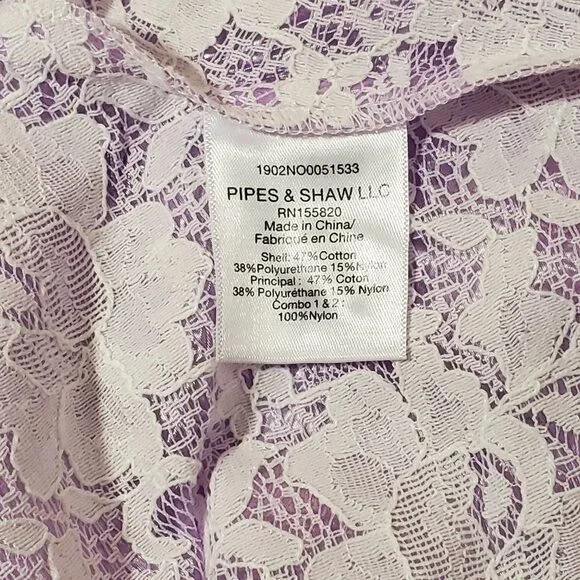 1902NO0051533
PIPES & SHAW LLC
RN155820
Made in China/
Fabriqué en Chine
Shell: 47%Cotton
38%Polyurethane 15%Nylon
Principal : 47% Coton
38% Polyuréthane 15% Nylon
Combo 1 & 2 :
100%Nylon